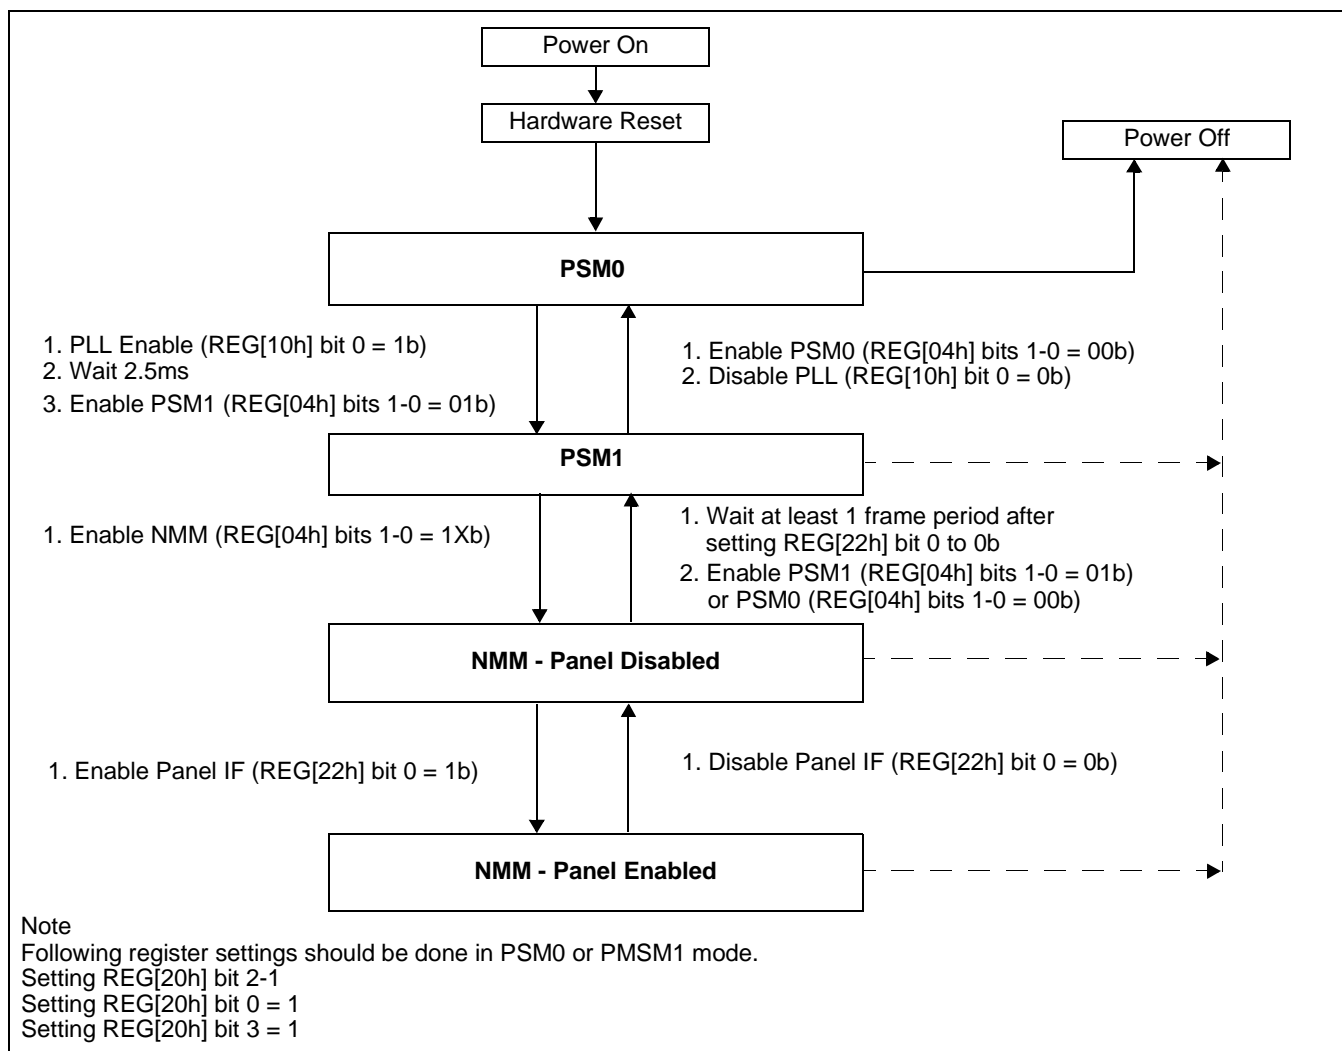 Power On
Hardware Reset
Power Off
PSM0
1. PLL Enable (REG[10h] bit 0 = 1b)
2. Wait 2.5ms
3. Enable PSM1 (REG[04h] bits 1-0 = 01b)
1. Enable PSM0 (REG[04h] bits 1-0 = 00b)
2. Disable PLL (REG[10h] bit 0 = 0b)
PSM1
1. Enable NMM (REG[04h] bits 1-0 = 1Xb)
1. Wait at least 1 frame period after
setting REG[22h] bit 0 to 0b
2. Enable PSM1 (REG[04h] bits 1-0 = 01b)
or PSM0 (REG[04h] bits 1-0 = 00b)
NMM - Panel Disabled
1. Enable Panel IF (REG[22h] bit 0 = 1b)
1. Disable Panel IF (REG[22h] bit 0 = 0b)
NMM - Panel Enabled
Note
Following register settings should be done in PSM0 or PMSM1 mode.
Setting REG[20h] bit 2-1
Setting REG[20h] bit 0 = 1
Setting REG[20h] bit 3 = 1